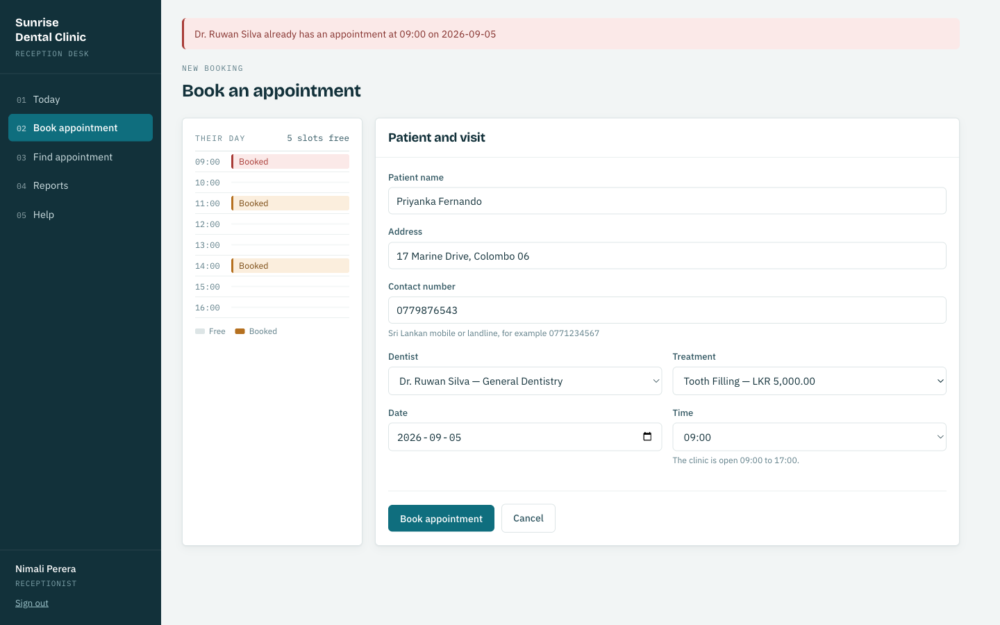 Sunrise
Dental Clinic
RECEPTION DESK
01 Today
02 Book appointment
03 Find appointment
04 Reports
05 Help
Nimali Perera
RECEPTIONIST
Sign out
Dr. Ruwan Silva already has an appointment at 09:00 on 2026-09-05
NEW BOOKING
Book an appointment
THEIR DAY 5 slots free
09:00 Booked
10:00
11:00 Booked
12:00
13:00
14:00 Booked
15:00
16:00
Free Booked
Patient and visit
Patient name
Priyanka Fernando
Address
17 Marine Drive, Colombo 06
Contact number
0779876543
Sri Lankan mobile or landline, for example 0771234567
Dentist Treatment
Dr. Ruwan Silva — General Dentistry Tooth Filling — LKR 5,000.00
Date Time
2026-09-05 09:00
The clinic is open 09:00 to 17:00.
Book appointment Cancel